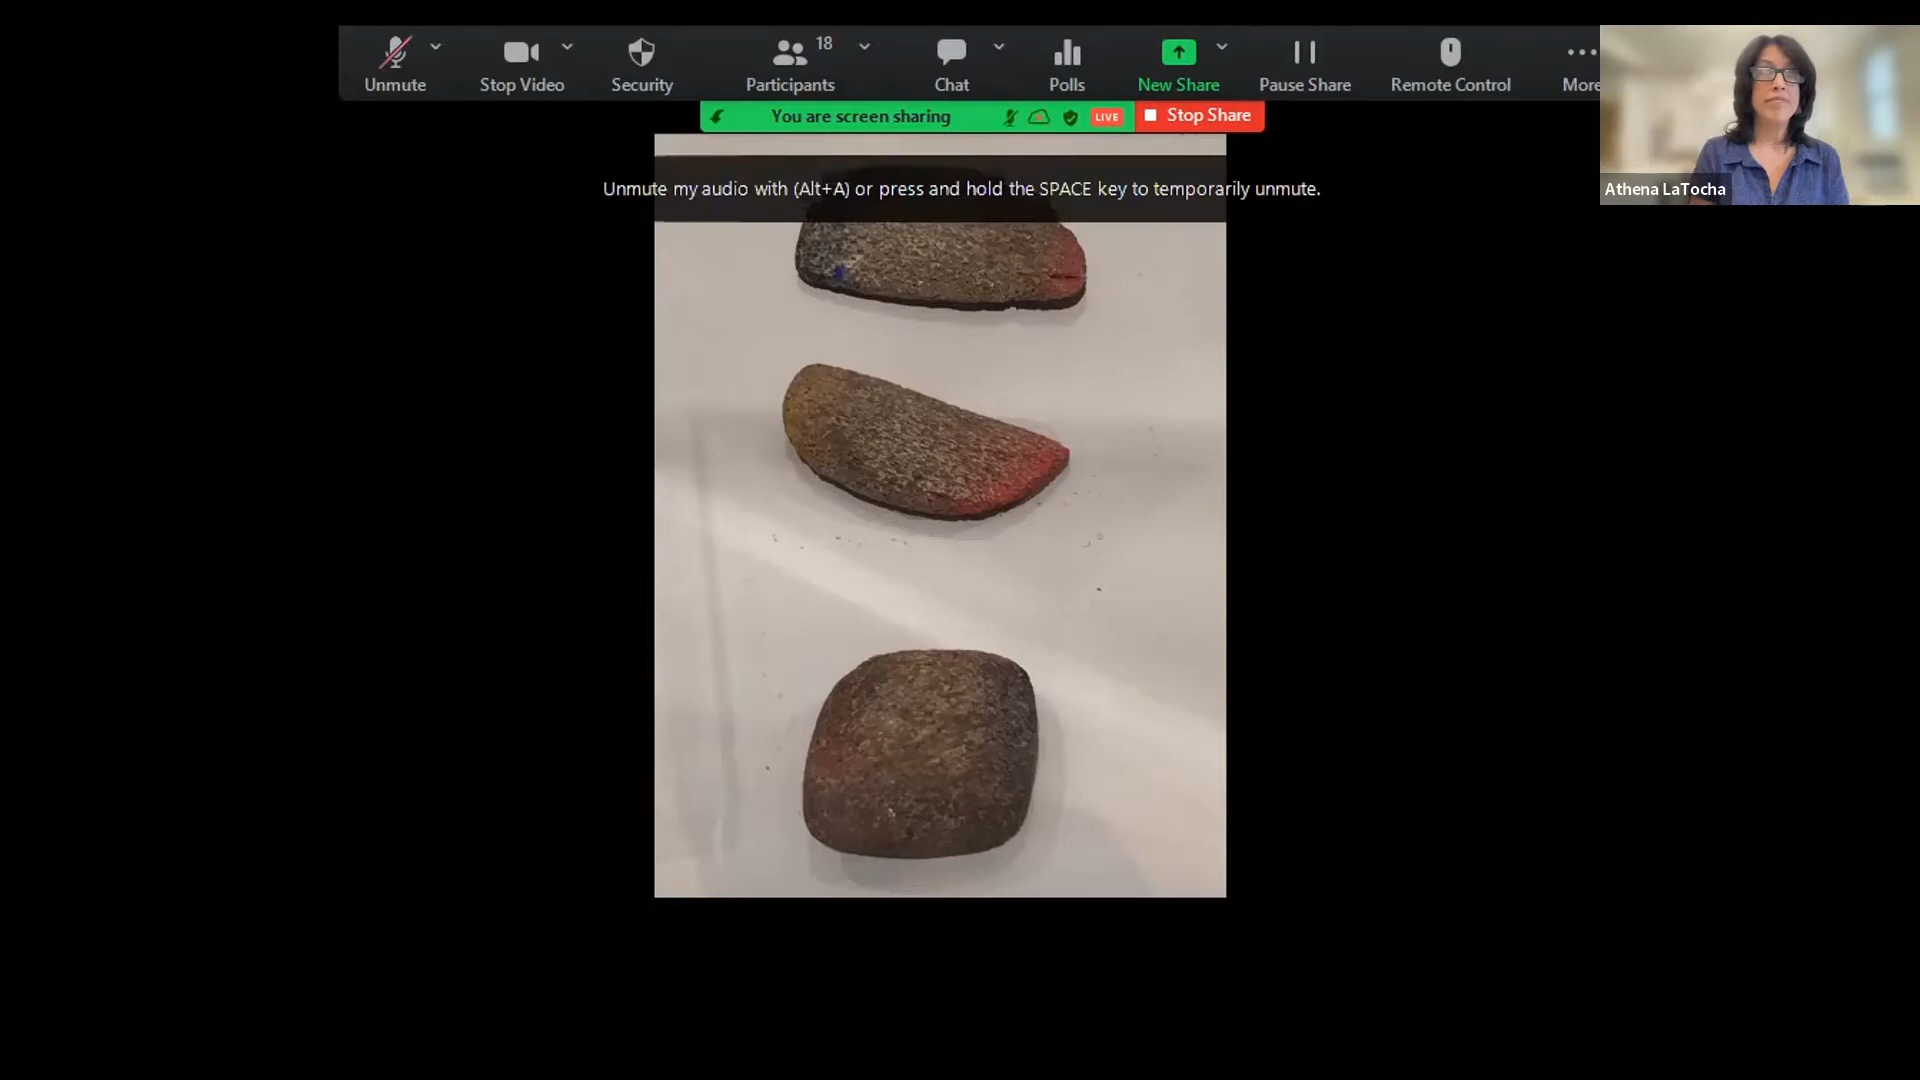 18
Unmute
Stop Video
Security
Participants
Chat
Polls
New Share
Pause Share
Remote Control
More
You are screen sharing
LIVE
Stop Share
Unmute my audio with (Alt+A) or press and hold the SPACE key to temporarily unmute.
Athena LaTocha